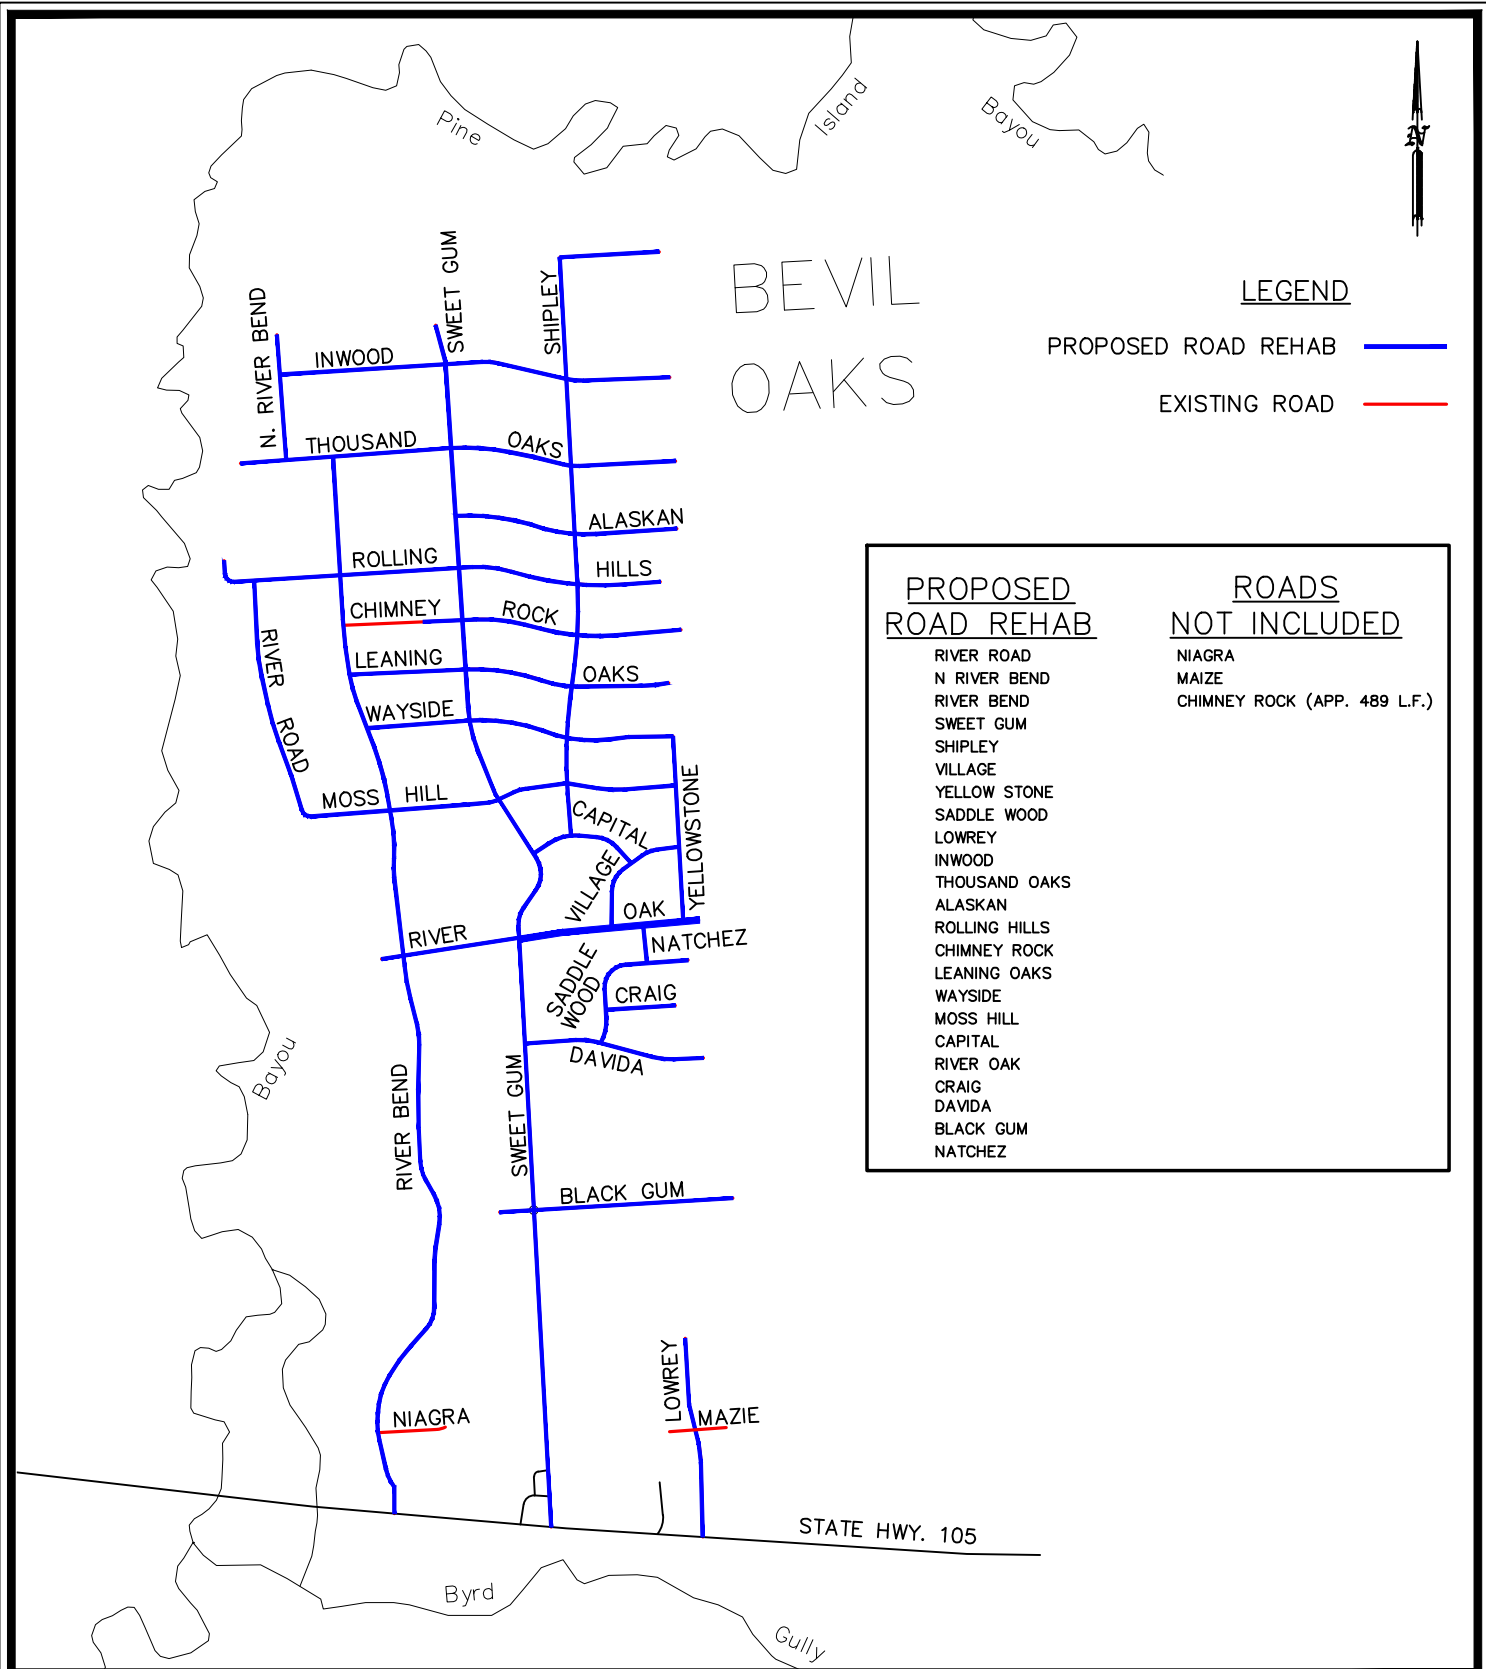 Pine
Island
Bayou
N
BEVIL
OAKS
LEGEND
PROPOSED ROAD REHAB
EXISTING ROAD
N. RIVER BEND
SWEET GUM
SHIPLEY
INWOOD
THOUSAND OAKS
ALASKAN
ROLLING HILLS
CHIMNEY ROCK
LEANING OAKS
WAYSIDE
RIVER ROAD
MOSS HILL
CAPITAL
VILLAGE
YELLOWSTONE
RIVER OAK
NATCHEZ
SADDLE
WOOD
CRAIG
DAVIDA
RIVER BEND
SWEET GUM
BLACK GUM
Bayou
LOWREY
NIAGRA
MAZIE
STATE HWY. 105
Byrd
Gully
PROPOSED
ROAD REHAB
RIVER ROAD
N RIVER BEND
RIVER BEND
SWEET GUM
SHIPLEY
VILLAGE
YELLOW STONE
SADDLE WOOD
LOWREY
INWOOD
THOUSAND OAKS
ALASKAN
ROLLING HILLS
CHIMNEY ROCK
LEANING OAKS
WAYSIDE
MOSS HILL
CAPITAL
RIVER OAK
CRAIG
DAVIDA
BLACK GUM
NATCHEZ
ROADS
NOT INCLUDED
NIAGRA
MAIZE
CHIMNEY ROCK (APP. 489 L.F.)